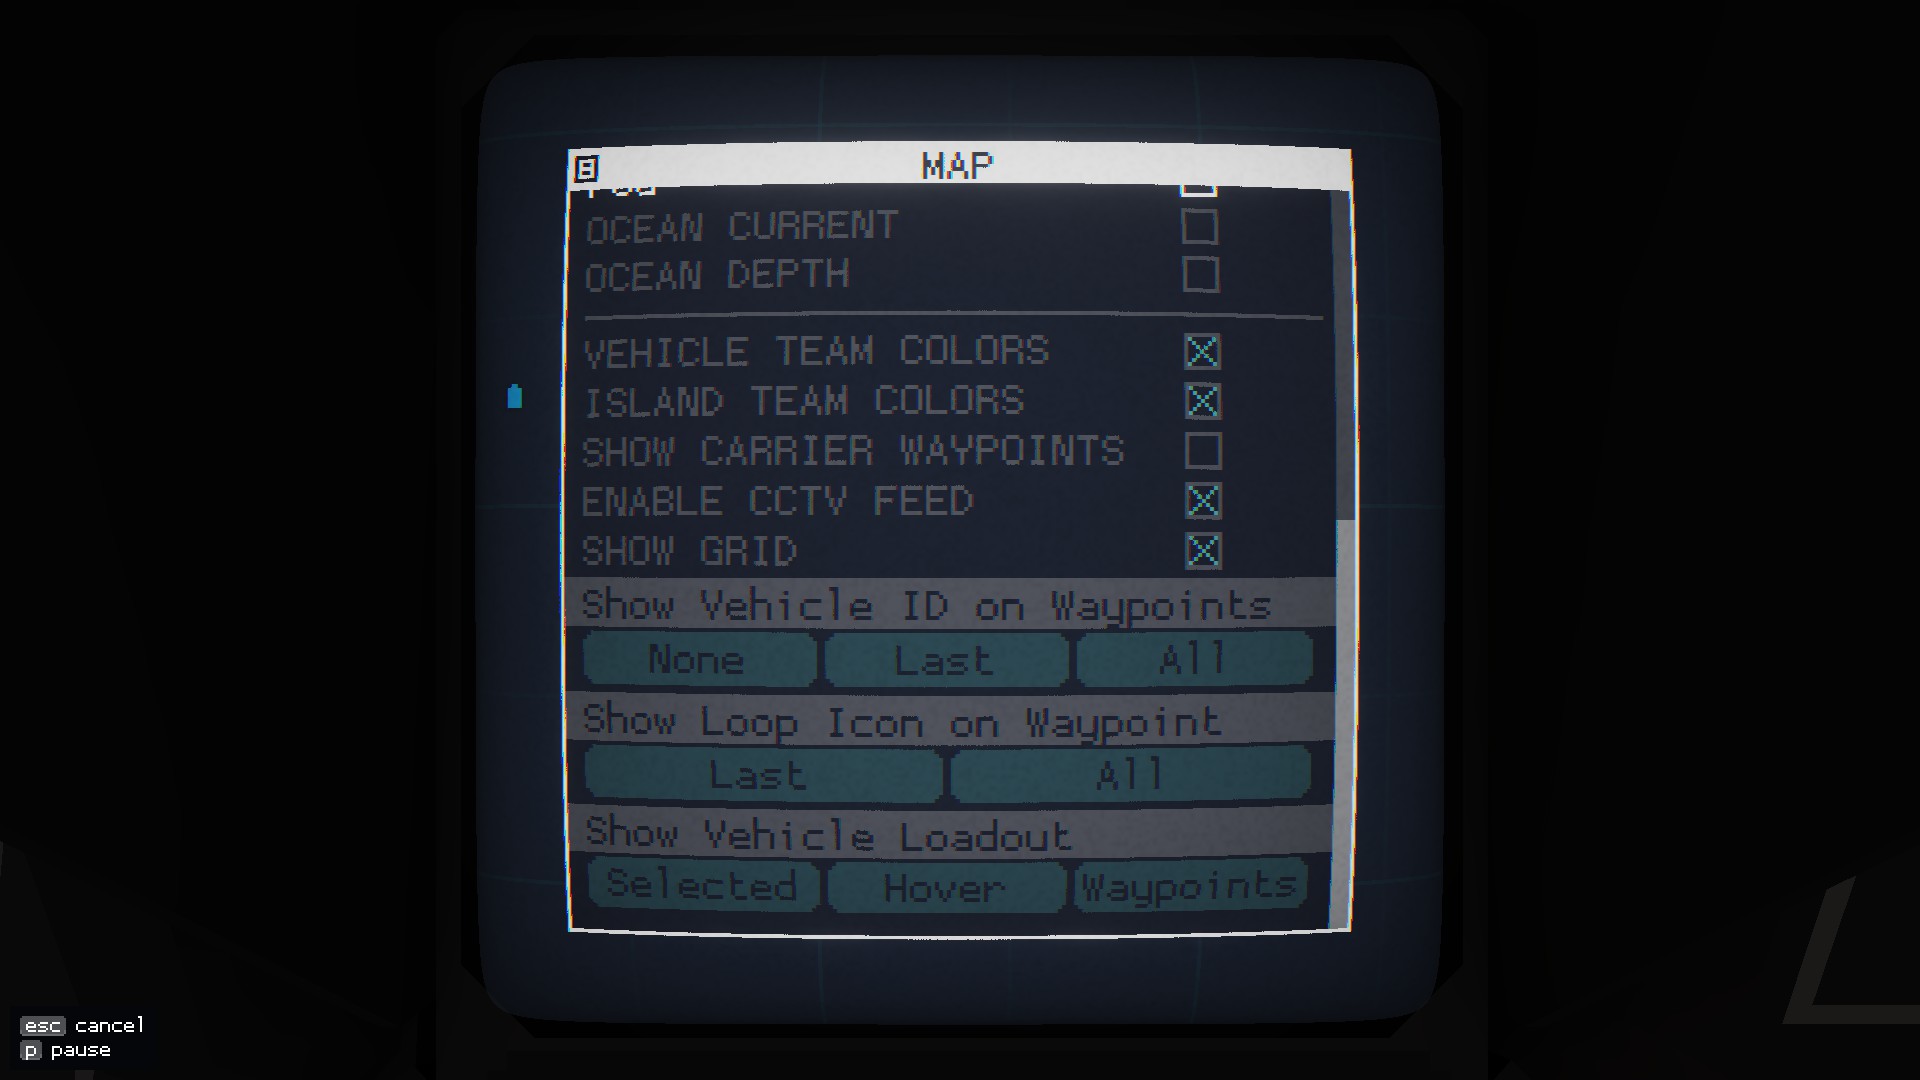 MAP
OCEAN CURRENT
OCEAN DEPTH
VEHICLE TEAM COLORS
ISLAND TEAM COLORS
SHOW CARRIER WAYPOINTS
ENABLE CCTV FEED
SHOW GRID
Show Vehicle ID on Waypoints
None Last All
Show Loop Icon on Waypoint
Last All
Show Vehicle Loadout
Selected Hover Waypoints
esc cancel
p pause